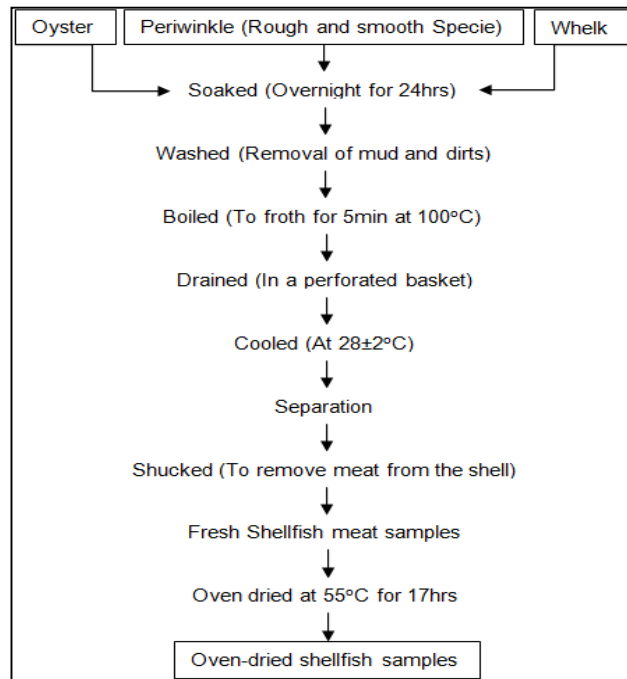 Oyster
Periwinkle (Rough and smooth Specie)
Whelk
Soaked (Overnight for 24hrs)
Washed (Removal of mud and dirts)
Boiled (To froth for 5min at 100°C)
Drained (In a perforated basket)
Cooled (At 28±2°C)
Separation
Shucked (To remove meat from the shell)
Fresh Shellfish meat samples
Oven dried at 55°C for 17hrs
Oven-dried shellfish samples